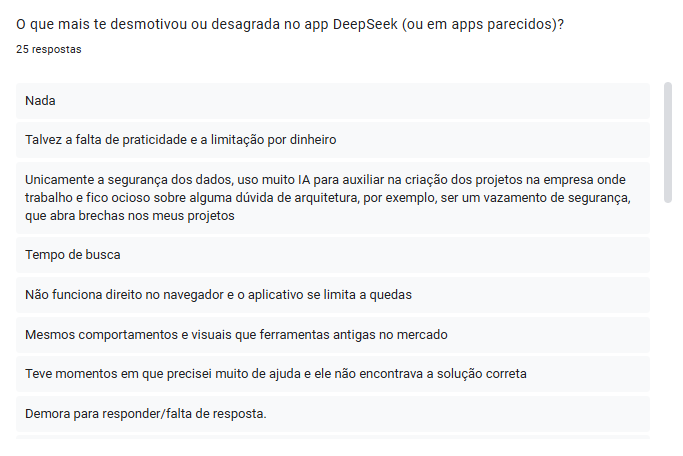 O que mais te desmotivou ou desagrada no app DeepSeek (ou em apps parecidos)?
25 respostas
Nada
Talvez a falta de praticidade e a limitação por dinheiro
Unicamente a segurança dos dados, uso muito IA para auxiliar na criação dos projetos na empresa onde
trabalho e fico ocioso sobre alguma dúvida de arquitetura, por exemplo, ser um vazamento de segurança,
que abra brechas nos meus projetos
Tempo de busca
Não funciona direito no navegador e o aplicativo se limita a quedas
Mesmos comportamentos e visuais que ferramentas antigas no mercado
Teve momentos em que precisei muito de ajuda e ele não encontrava a solução correta
Demora para responder/falta de resposta.